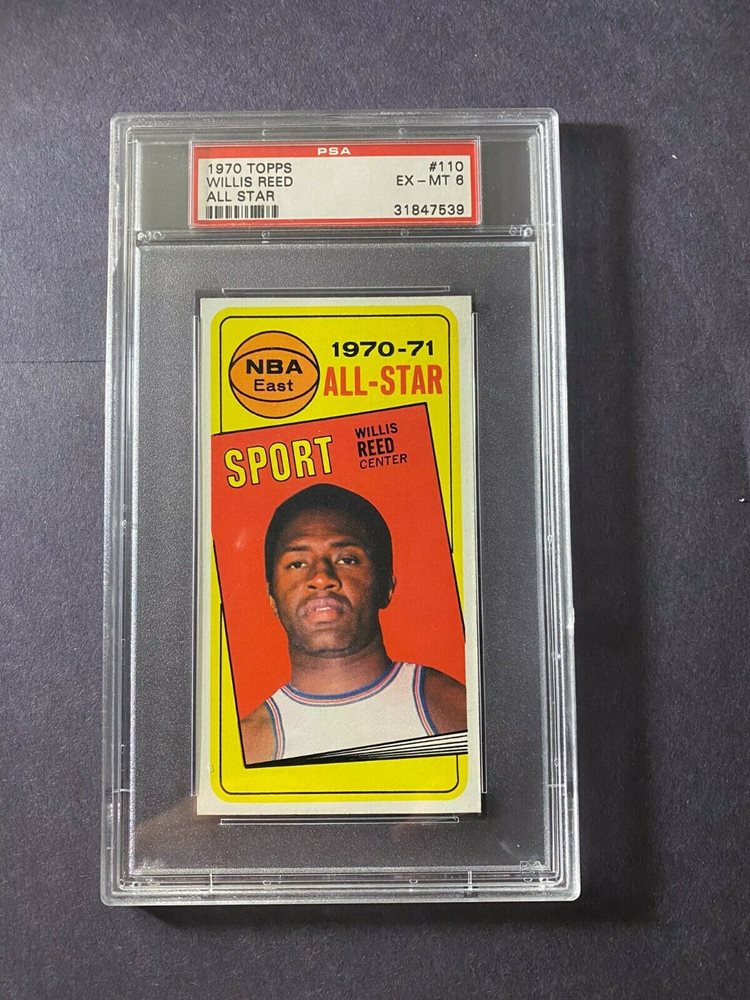 PSA
1970 TOPPS #110
WILLIS REED EX-MT 6
ALL STAR
31847539
NBA
East
1970-71
ALL-STAR
SPORT
WILLIS
REED
CENTER